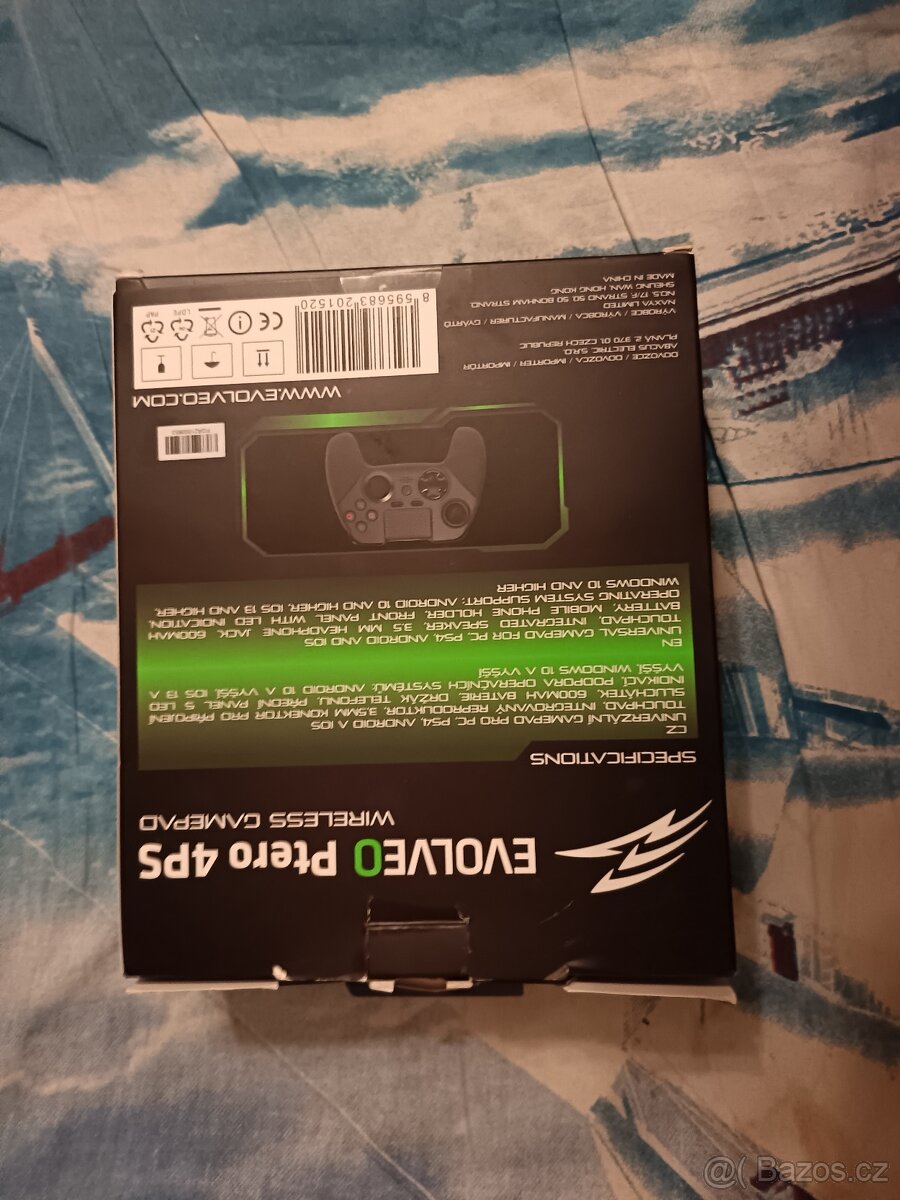 EVOLVEO Ptero 4PS
WIRELESS GAMEPAD
SPECIFICATIONS
CZ
UNIVERZÁLNÍ GAMEPAD PRO PC, PS4, ANDROID A IOS
TOUCHPAD, INTEGROVANÝ REPRODUKTOR, 3,5MM KONEKTOR PRO PŘIPOJENÍ
SLUCHÁTEK, 600MAH BATERIE, DRŽÁK TELEFONU, PŘEDNÍ PANEL S LED
INDIKACÍ, PODPORA OPERAČNÍCH SYSTÉMŮ: ANDROID 10 A VYŠŠÍ, IOS 13 A
VYŠŠÍ, WINDOWS 10 A VYŠŠÍ
EN
UNIVERSAL GAMEPAD FOR PC, PS4, ANDROID AND IOS
TOUCHPAD, INTEGRATED SPEAKER, 3.5 MM HEADPHONE JACK, 600MAH
BATTERY, MOBILE PHONE HOLDER, FRONT PANEL WITH LED INDICATION,
OPERATING SYSTEM SUPPORT: ANDROID 10 AND HIGHER, IOS 13 AND HIGHER,
WINDOWS 10 AND HIGHER
WWW.EVOLVEO.COM
DOVOZCE / DOVOZCA / IMPORTER / IMPORTŐR
ABACUS ELECTRIC, S.R.O.
PLANÁ 2, 370 01, CZECH REPUBLIC
VÝROBCE / VÝROBCA / MANUFACTURER / GYÁRTÓ
NAXYA LIMITED
NO.5, 17/F, STRAND 50, 50 BONHAM STRAND,
SHEUNG WAN, HONG KONG
MADE IN CHINA
8 595683 201520
CE
LDPE
PAP
@( Bazos.cz